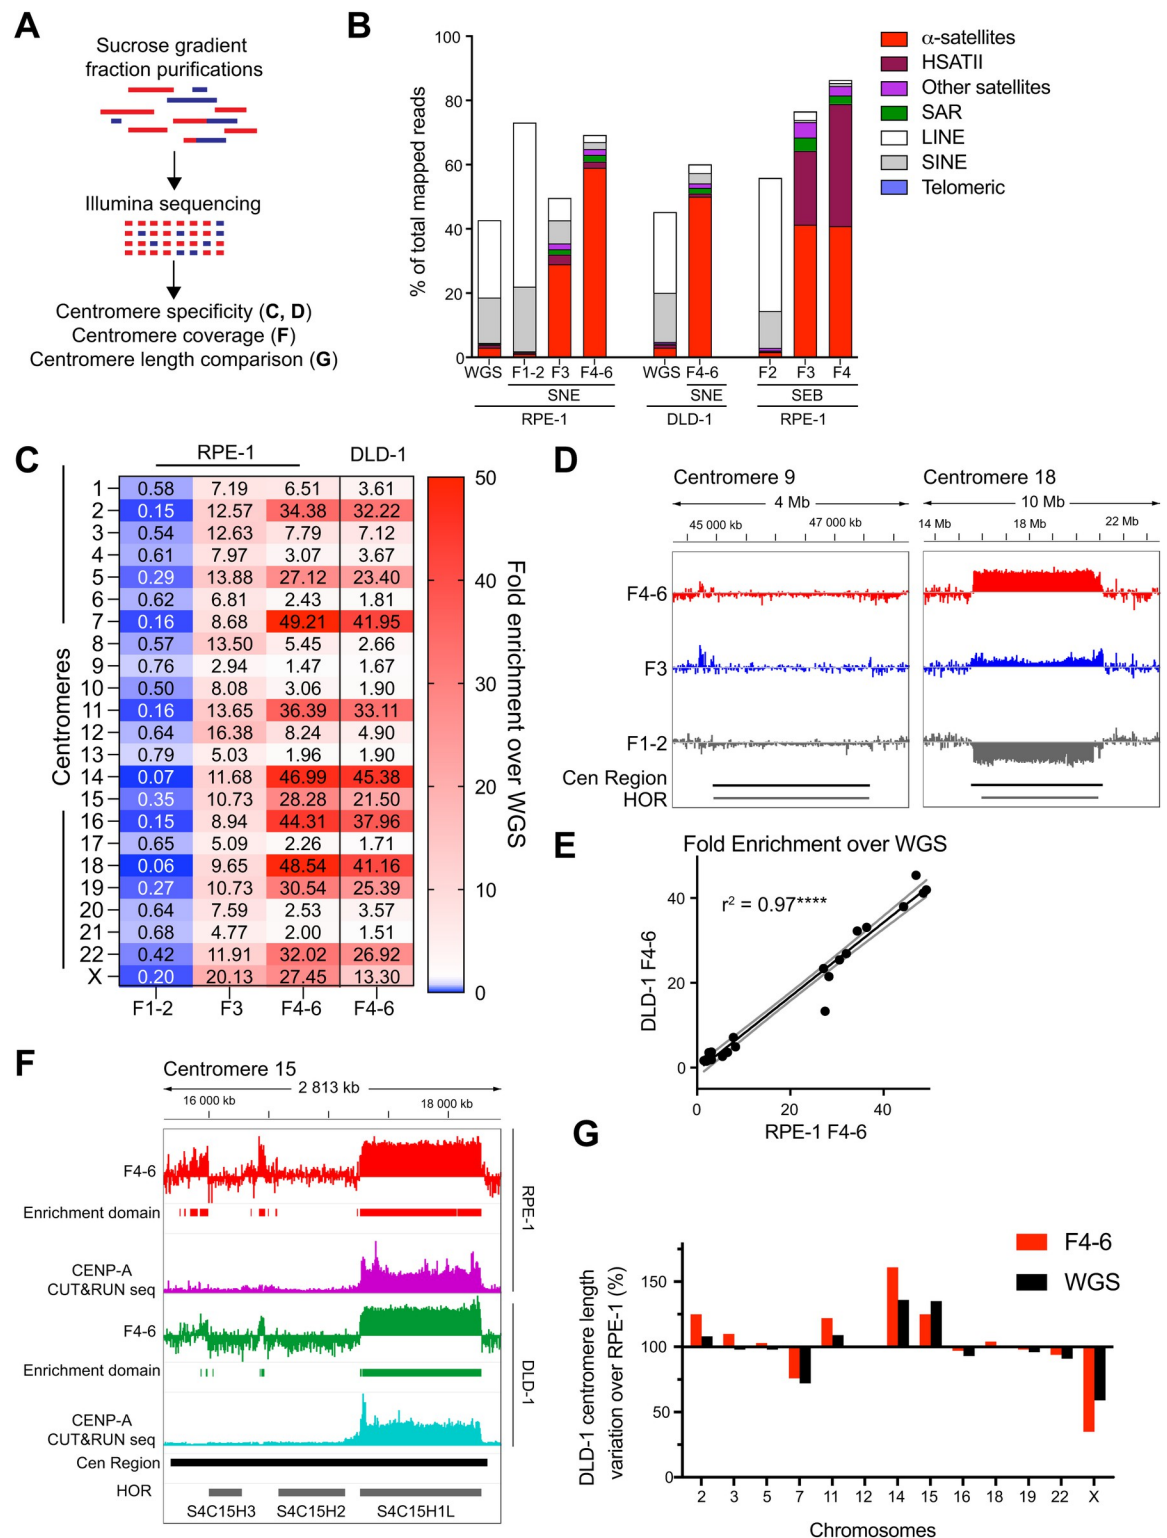 A
Sucrose gradient
fraction purifications
Illumina sequencing
Centromere specificity (C, D)
Centromere coverage (F)
Centromere length comparison (G)
B
% of total mapped reads
100
80
60
40
20
0
WGS F1-2 F3 F4-6 WGS F4-6 F2 F3 F4
SNE SNE SEB
RPE-1 DLD-1 RPE-1
α-satellites
HSATII
Other satellites
SAR
LINE
SINE
Telomeric
C
RPE-1 DLD-1
Centromeres
1 0.58 7.19 6.51 3.61
2 0.15 12.57 34.38 32.22
3 0.54 12.63 7.79 7.12
4 0.61 7.97 3.07 3.67
5 0.29 13.88 27.12 23.40
6 0.62 6.81 2.43 1.81
7 0.16 8.68 49.21 41.95
8 0.57 13.50 5.45 2.66
9 0.76 2.94 1.47 1.67
10 0.50 8.08 3.06 1.90
11 0.16 13.65 36.39 33.11
12 0.64 16.38 8.24 4.90
13 0.79 5.03 1.96 1.90
14 0.07 11.68 46.99 45.38
15 0.35 10.73 28.28 21.50
16 0.15 8.94 44.31 37.96
17 0.65 5.09 2.26 1.71
18 0.06 9.65 48.54 41.16
19 0.27 10.73 30.54 25.39
20 0.64 7.59 2.53 3.57
21 0.68 4.77 2.00 1.51
22 0.42 11.91 32.02 26.92
X 0.20 20.13 27.45 13.30
F1-2 F3 F4-6 F4-6
50
40
30
20
10
0
Fold enrichment over WGS
D
Centromere 9 Centromere 18
4 Mb 10 Mb
45 000 kb 47 000 kb 14 Mb 18 Mb 22 Mb
F4-6
F3
F1-2
Cen Region
HOR
E
Fold Enrichment over WGS
r² = 0.97****
DLD-1 F4-6
40
20
0
0 20 40
RPE-1 F4-6
F
Centromere 15
2 813 kb
16 000 kb 18 000 kb
F4-6
Enrichment domain
CENP-A
CUT&RUN seq
RPE-1
F4-6
Enrichment domain
CENP-A
CUT&RUN seq
DLD-1
Cen Region
HOR
S4C15H3 S4C15H2 S4C15H1L
G
F4-6
WGS
DLD-1 centromere length
variation over RPE-1 (%)
150
100
50
0
2 3 5 7 11 12 14 15 16 18 19 22 X
Chromosomes